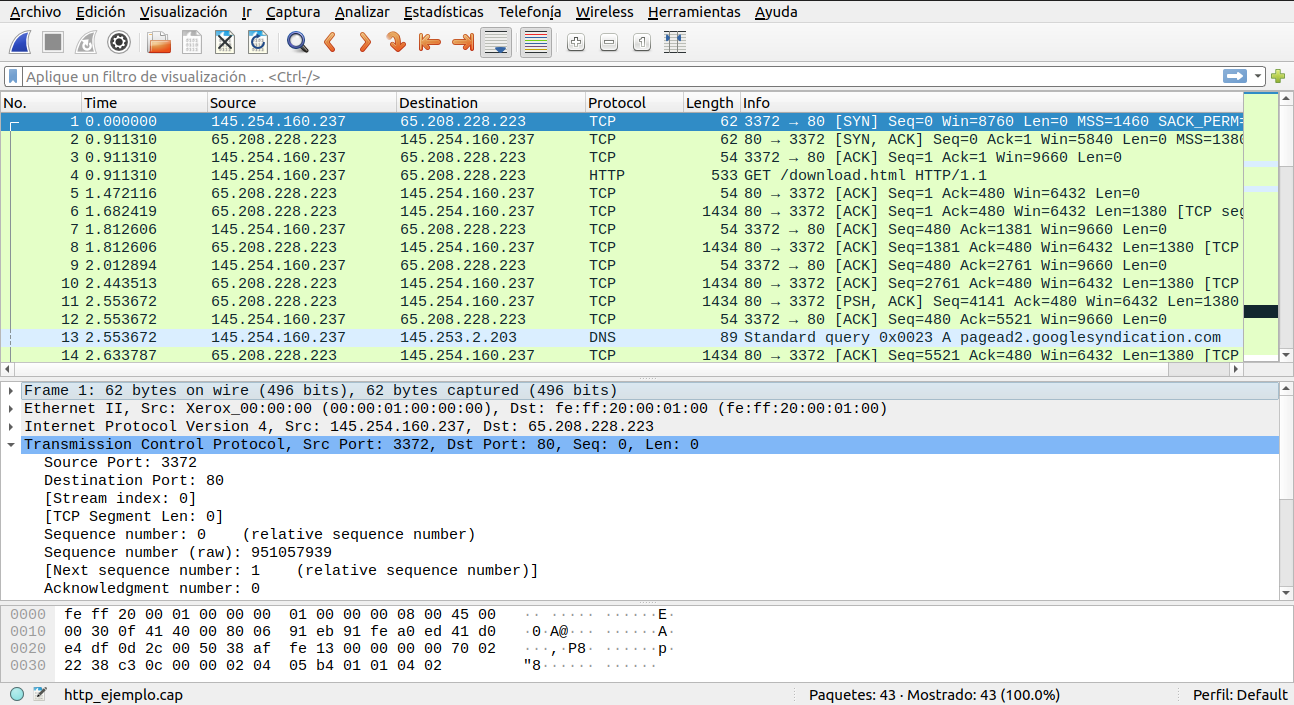 Archivo Edición Visualización Ir Captura Analizar Estadísticas Telefonía Wireless Herramientas Ayuda
Aplique un filtro de visualización … <Ctrl-/>
No. Time Source Destination Protocol Length Info
1 0.000000 145.254.160.237 65.208.228.223 TCP 62 3372 → 80 [SYN] Seq=0 Win=8760 Len=0 MSS=1460 SACK_PERM=
2 0.911310 65.208.228.223 145.254.160.237 TCP 62 80 → 3372 [SYN, ACK] Seq=0 Ack=1 Win=5840 Len=0 MSS=1380
3 0.911310 145.254.160.237 65.208.228.223 TCP 54 3372 → 80 [ACK] Seq=1 Ack=1 Win=9660 Len=0
4 0.911310 145.254.160.237 65.208.228.223 HTTP 533 GET /download.html HTTP/1.1
5 1.472116 65.208.228.223 145.254.160.237 TCP 54 80 → 3372 [ACK] Seq=1 Ack=480 Win=6432 Len=0
6 1.682419 65.208.228.223 145.254.160.237 TCP 1434 80 → 3372 [ACK] Seq=1 Ack=480 Win=6432 Len=1380 [TCP seg
7 1.812606 145.254.160.237 65.208.228.223 TCP 54 3372 → 80 [ACK] Seq=480 Ack=1381 Win=9660 Len=0
8 1.812606 65.208.228.223 145.254.160.237 TCP 1434 80 → 3372 [ACK] Seq=1381 Ack=480 Win=6432 Len=1380 [TCP
9 2.012894 145.254.160.237 65.208.228.223 TCP 54 3372 → 80 [ACK] Seq=480 Ack=2761 Win=9660 Len=0
10 2.443513 65.208.228.223 145.254.160.237 TCP 1434 80 → 3372 [ACK] Seq=2761 Ack=480 Win=6432 Len=1380 [TCP
11 2.553672 65.208.228.223 145.254.160.237 TCP 1434 80 → 3372 [PSH, ACK] Seq=4141 Ack=480 Win=6432 Len=1380
12 2.553672 145.254.160.237 65.208.228.223 TCP 54 3372 → 80 [ACK] Seq=480 Ack=5521 Win=9660 Len=0
13 2.553672 145.254.160.237 145.253.2.203 DNS 89 Standard query 0x0023 A pagead2.googlesyndication.com
14 2.633787 65.208.228.223 145.254.160.237 TCP 1434 80 → 3372 [ACK] Seq=5521 Ack=480 Win=6432 Len=1380 [TCP
Frame 1: 62 bytes on wire (496 bits), 62 bytes captured (496 bits)
Ethernet II, Src: Xerox_00:00:00 (00:00:01:00:00:00), Dst: fe:ff:20:00:01:00 (fe:ff:20:00:01:00)
Internet Protocol Version 4, Src: 145.254.160.237, Dst: 65.208.228.223
Transmission Control Protocol, Src Port: 3372, Dst Port: 80, Seq: 0, Len: 0
Source Port: 3372
Destination Port: 80
[Stream index: 0]
[TCP Segment Len: 0]
Sequence number: 0    (relative sequence number)
Sequence number (raw): 951057939
[Next sequence number: 1    (relative sequence number)]
Acknowledgment number: 0
0000 fe ff 20 00 01 00 00 00 01 00 00 00 08 00 45 00 ·· ····· ······E·
0010 00 30 0f 41 40 00 80 06 91 eb 91 fe a0 ed 41 d0 ·0·A@··· ······A·
0020 e4 df 0d 2c 00 50 38 af fe 13 00 00 00 00 70 02 ···,·P8· ······p·
0030 22 38 c3 0c 00 00 02 04 05 b4 01 01 04 02 "8······ ······
http_ejemplo.cap Paquetes: 43 · Mostrado: 43 (100.0%) Perfil: Default